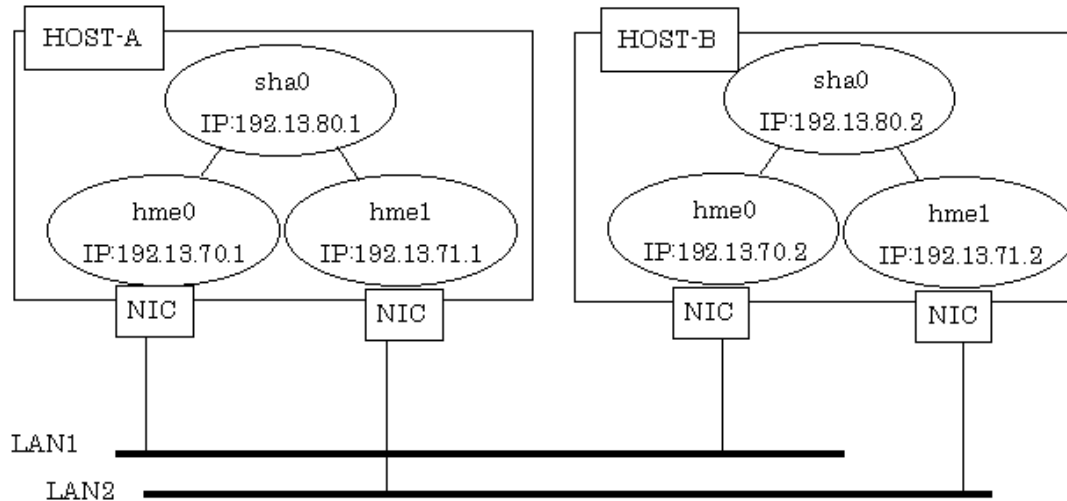 HOST-A
sha0
IP:192.13.80.1
hme0
IP:192.13.70.1
hme1
IP:192.13.71.1
NIC
NIC
HOST-B
sha0
IP:192.13.80.2
hme0
IP:192.13.70.2
hme1
IP:192.13.71.2
NIC
NIC
LAN1
LAN2